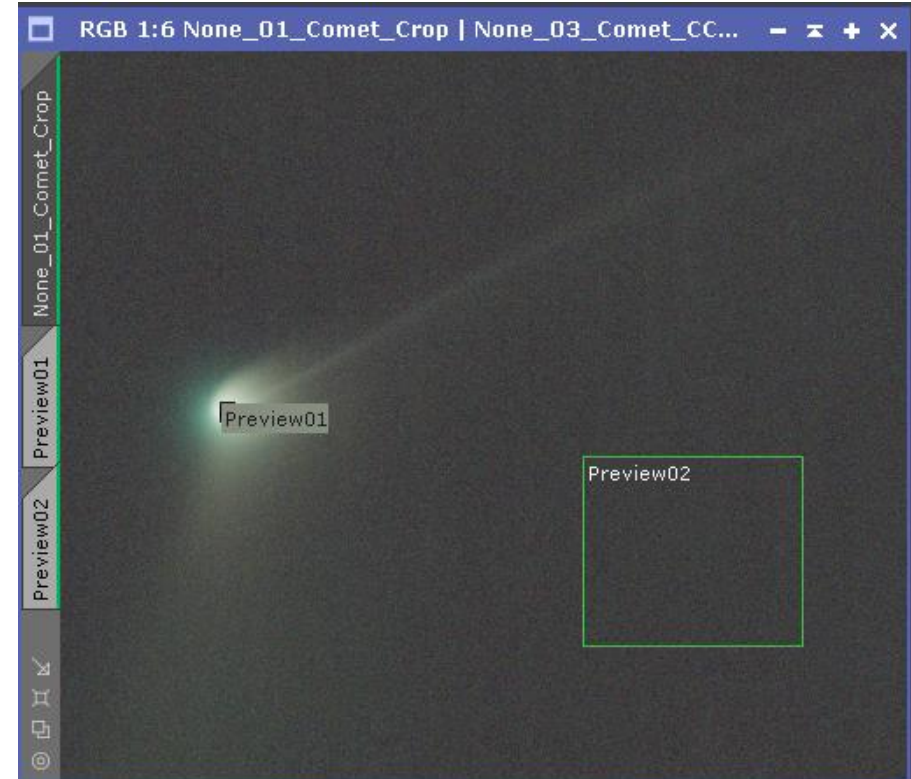 RGB 1:6 None_01_Comet_Crop | None_03_Comet_CC...
None_01_Comet_Crop
Preview01
Preview02
Preview01
Preview02